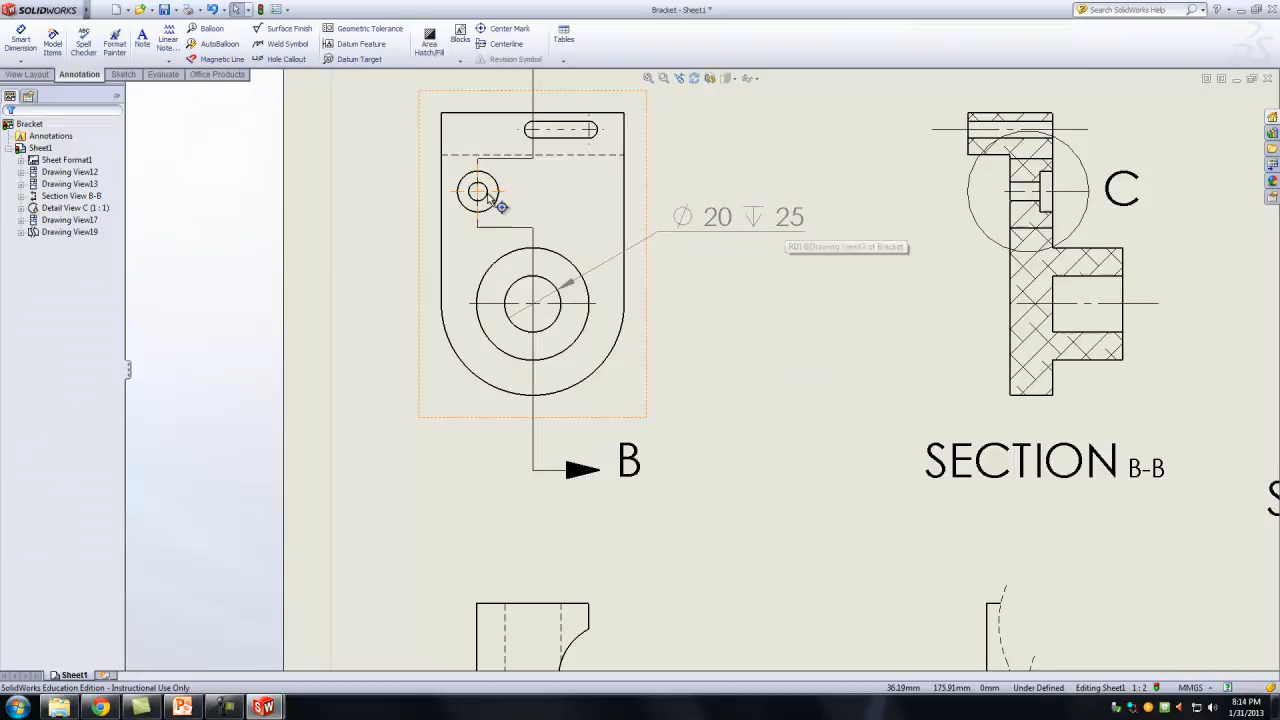 SOLIDWORKS
Bracket - Sheet1 *
Search SolidWorks Help
Smart Dimension
Model Items
Spell Checker
Format Painter
Note
Linear Note...
Balloon
AutoBalloon
Magnetic Line
Surface Finish
Weld Symbol
Hole Callout
Geometric Tolerance
Datum Feature
Datum Target
Area Hatch/Fill
Blocks
Center Mark
Centerline
Revision Symbol
Tables
View Layout
Annotation
Sketch
Evaluate
Office Products
Bracket
Annotations
Sheet1
Sheet Format1
Drawing View12
Drawing View13
Section View B-B
Detail View C (1 : 1)
Drawing View17
Drawing View19
∅ 20 ↧ 25
RD1@Drawing View13 of Bracket
C
B
SECTION B-B
S
Sheet1
SolidWorks Education Edition - Instructional Use Only
36.19mm
175.91mm
0mm
Under Defined
Editing Sheet1
1 : 2
MMGS
8:14 PM
1/31/2013